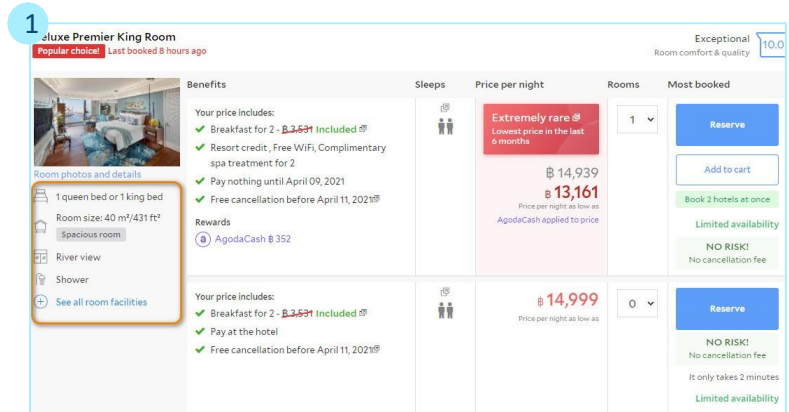 1
eluxe Premier King Room
Popular choice! Last booked 8 hours ago
Exceptional
Room comfort & quality
10.0
Benefits
Sleeps
Price per night
Rooms
Most booked
Room photos and details
1 queen bed or 1 king bed
Room size: 40 m²/431 ft²
Spacious room
River view
Shower
See all room facilities
Your price includes:
Breakfast for 2 - ฿ 3,531 Included
Resort credit , Free WiFi, Complimentary
spa treatment for 2
Pay nothing until April 09, 2021
Free cancellation before April 11, 2021
Rewards
a AgodaCash ฿ 352
Extremely rare
Lowest price in the last
6 months
฿ 14,939
฿ 13,161
Price per night as low as
AgodaCash applied to price
1
Reserve
Add to cart
Book 2 hotels at once
Limited availability
NO RISK!
No cancellation fee
Your price includes:
Breakfast for 2 - ฿ 3,531 Included
Pay at the hotel
Free cancellation before April 11, 2021
฿ 14,999
Price per night as low as
0
Reserve
NO RISK!
No cancellation fee
It only takes 2 minutes
Limited availability